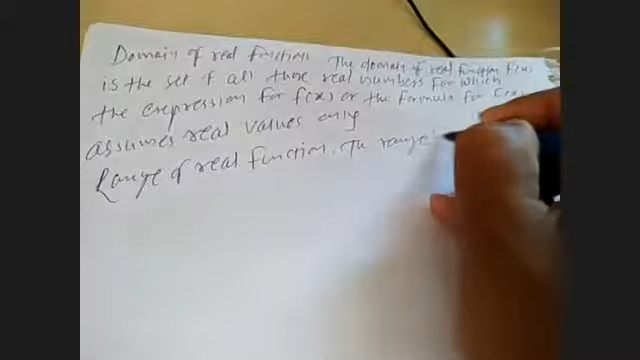 Domain of real function The domain of real function f(x)
is the set of all those real numbers for which
the expression for f(x) or the formula for
assumes real values only
Range of real function. The range